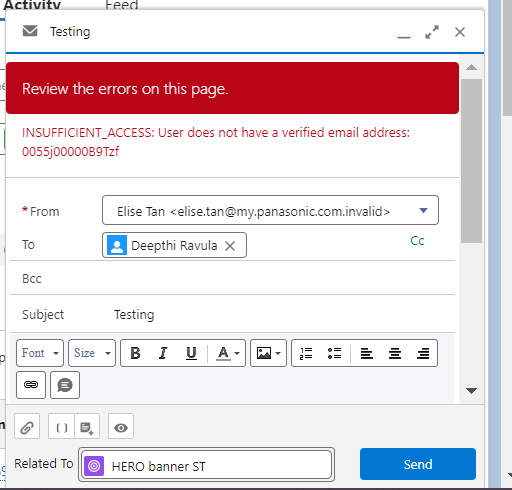 Activity Feed
Testing
Review the errors on this page.
INSUFFICIENT_ACCESS: User does not have a verified email address:
0055j00000B9Tzf
*From Elise Tan <elise.tan@my.panasonic.com.invalid>
To Deepthi Ravula Cc
Bcc
Subject Testing
Font Size B I U A
Related To HERO banner ST Send